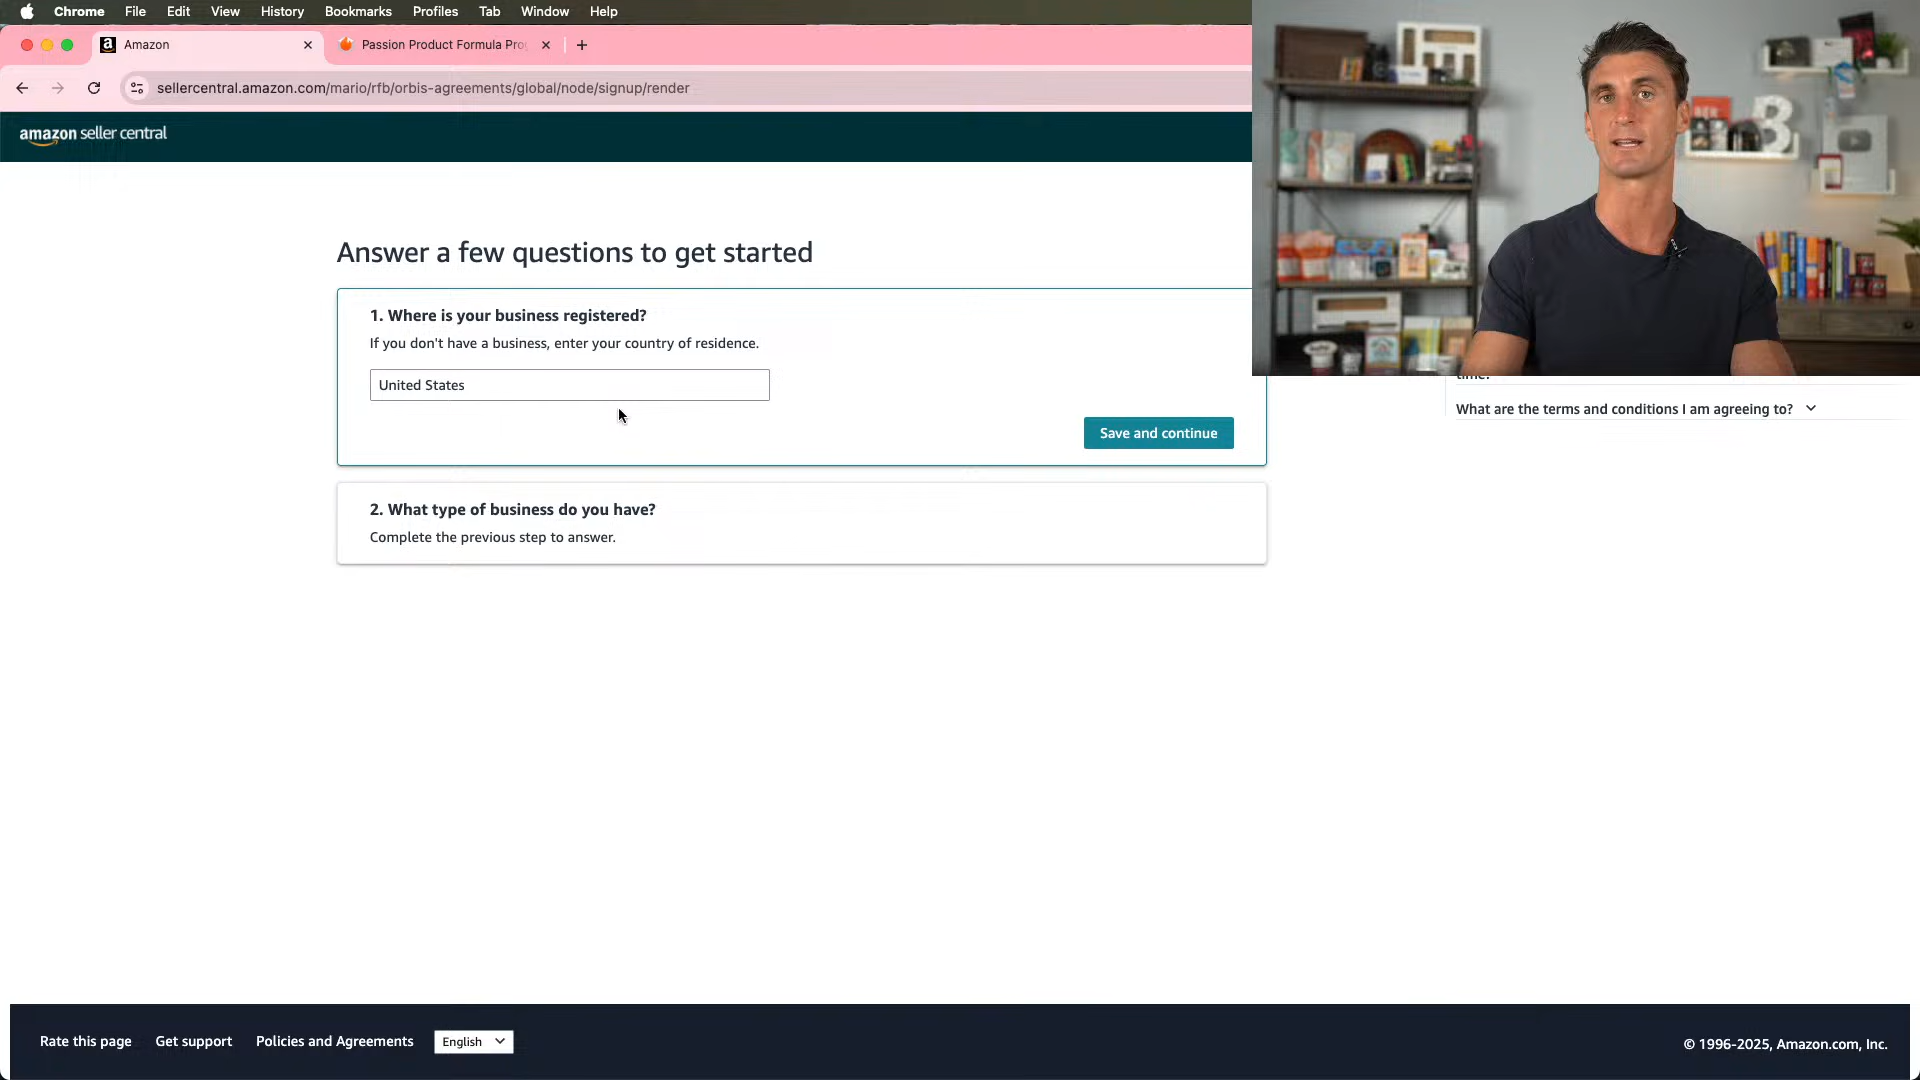 Chrome File Edit View History Bookmarks Profiles Tab Window Help
Amazon
Passion Product Formula Pro
sellercentral.amazon.com/mario/rfb/orbis-agreements/global/node/signup/render
amazon seller central
Answer a few questions to get started
1. Where is your business registered?
If you don't have a business, enter your country of residence.
United States
Save and continue
time?
What are the terms and conditions I am agreeing to?
2. What type of business do you have?
Complete the previous step to answer.
Rate this page Get support Policies and Agreements English
© 1996-2025, Amazon.com, Inc.